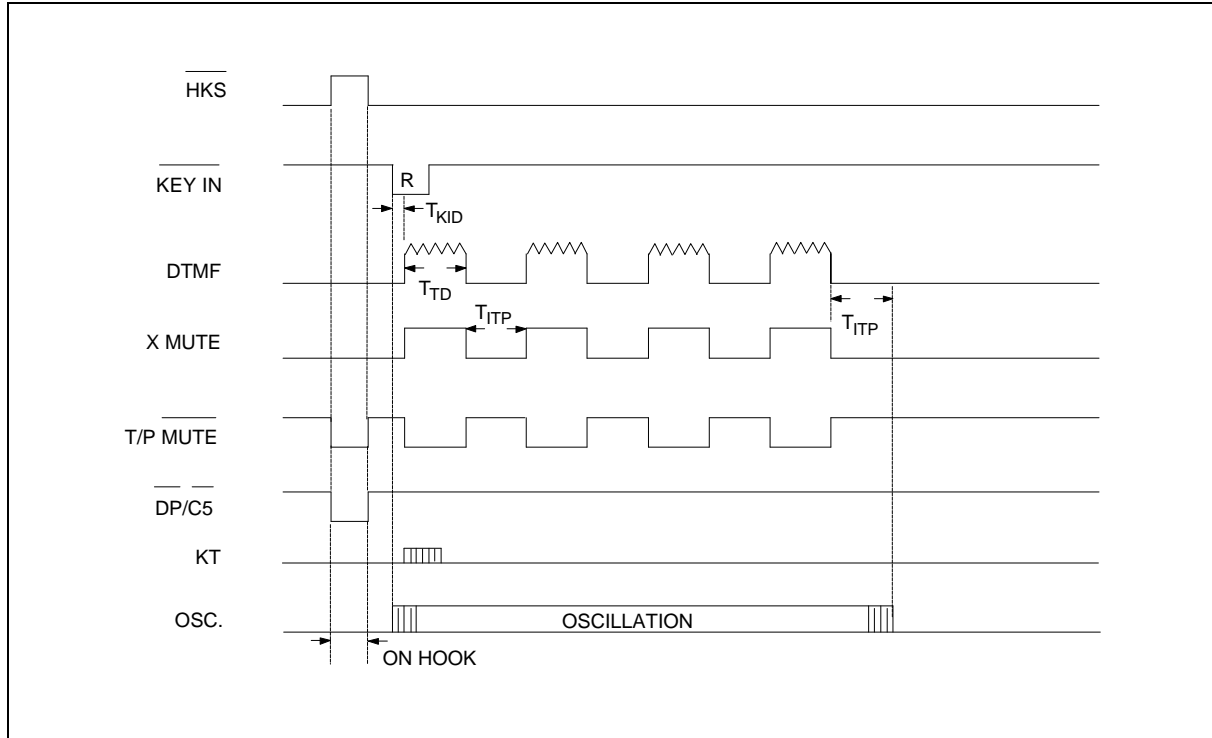 HKS
KEY IN
R
TKID
DTMF
TTD
TITP
TITP
X MUTE
T/P MUTE
DP/C5
KT
OSC.
OSCILLATION
ON HOOK